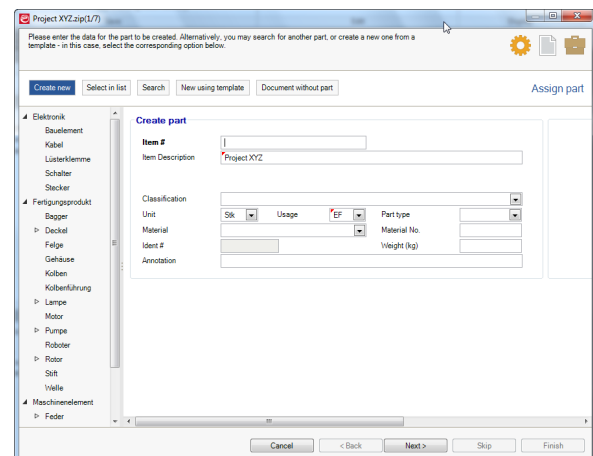 Project XYZ.zip(1/7)
Please enter the data for the part to be created. Alternatively, you may search for another part, or create a new one from a
template - in this case, select the corresponding option below.
Create new Select in list Search New using template Document without part Assign part
Elektronik
Bauelement
Kabel
Lüsterklemme
Schalter
Stecker
Fertigungsprodukt
Bagger
Deckel
Felge
Gehäuse
Kolben
Kolbenführung
Lampe
Motor
Pumpe
Roboter
Rotor
Stift
Welle
Maschinenelement
Feder
Create part
Item #
Item Description Project XYZ
Classification
Unit Stk Usage EF Part type
Material Material No.
Ident # Weight (kg)
Annotation
Cancel < Back Next > Skip Finish